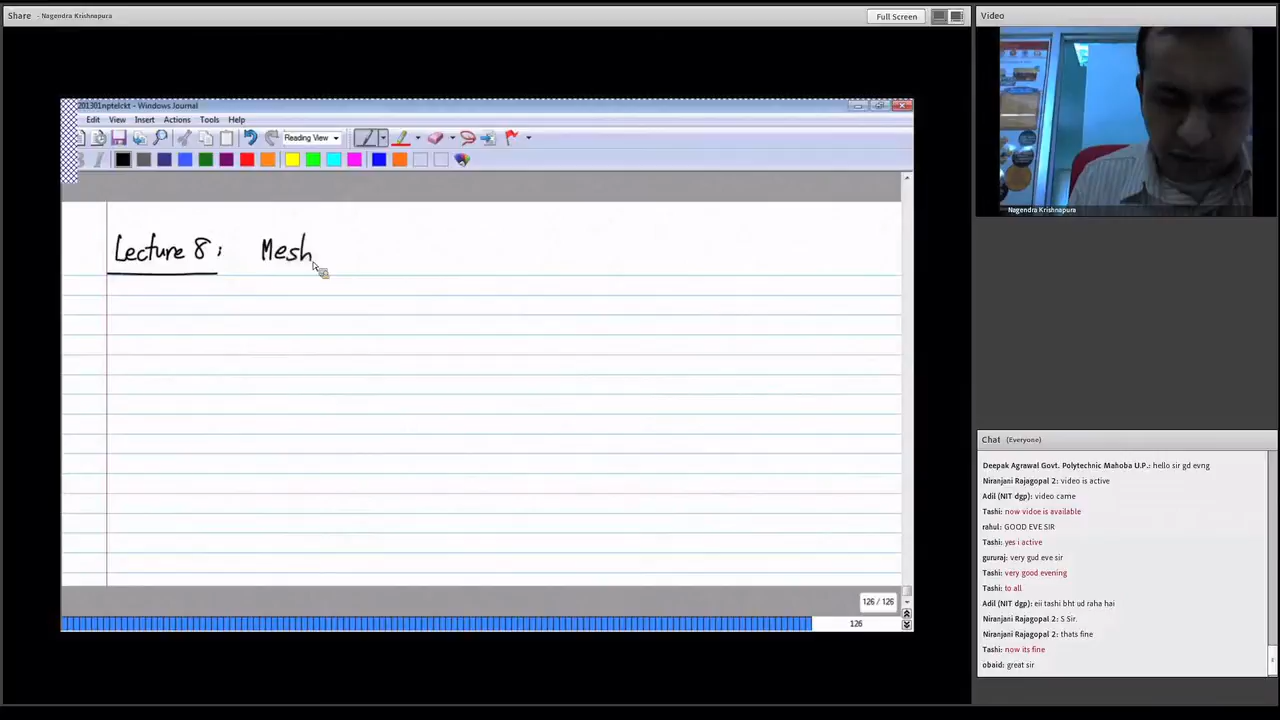 Share - Nagendra Krishnapura
Full Screen
Video
201301nptelckt - Windows Journal
Edit View Insert Actions Tools Help
Reading View
Lecture 8: Mesh
Nagendra Krishnapura
126 / 126
126
Chat (Everyone)
Deepak Agrawal Govt. Polytechnic Mahoba U.P.: hello sir gd evng
Niranjani Rajagopal 2: video is active
Adil (NIT dgp): video came
Tashi: now vidoe is available
rahul: GOOD EVE SIR
Tashi: yes i active
gururaj: very gud eve sir
Tashi: very good evening
Tashi: to all
Adil (NIT dgp): eii tashi bht ud raha hai
Niranjani Rajagopal 2: S Sir.
Niranjani Rajagopal 2: thats fine
Tashi: now its fine
obaid: great sir